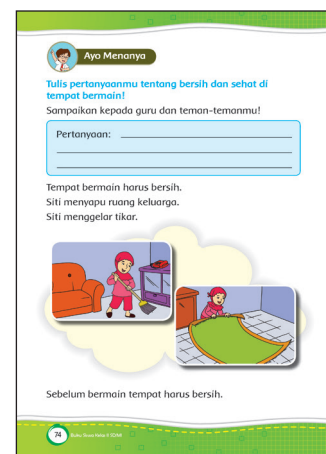 Ayo Menanya
Tulis pertanyaanmu tentang bersih dan sehat di
tempat bermain!
Sampaikan kepada guru dan teman-temanmu!
Pertanyaan:
Tempat bermain harus bersih.
Siti menyapu ruang keluarga.
Siti menggelar tikar.
Sebelum bermain tempat harus bersih.
74